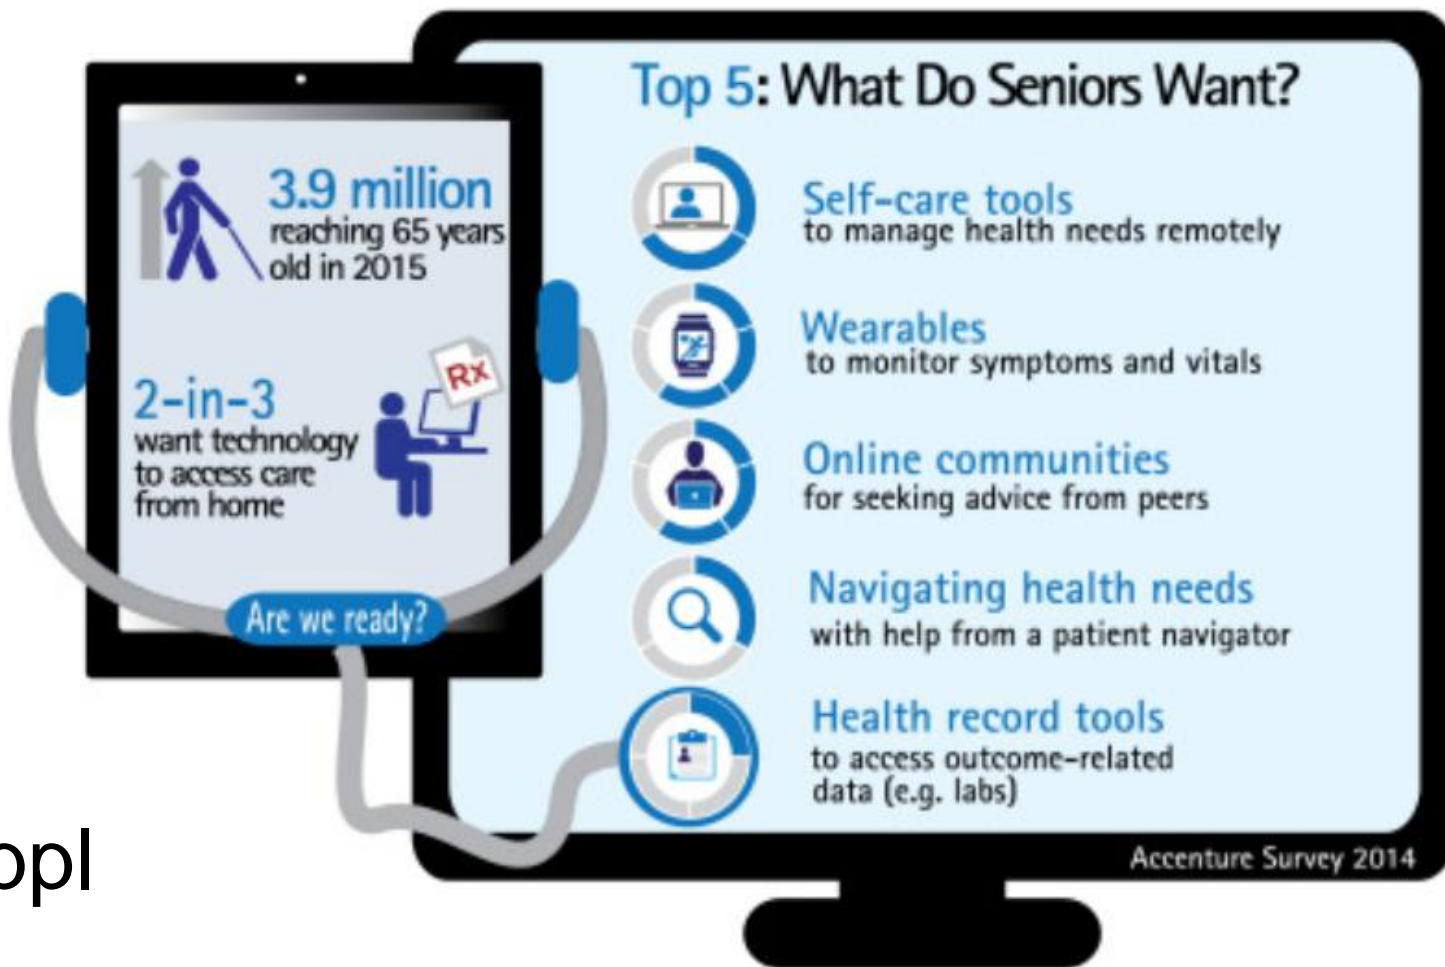 3.9 million
reaching 65 years
old in 2015
2-in-3
want technology
to access care
from home
Rx
Are we ready?
Top 5: What Do Seniors Want?
Self-care tools
to manage health needs remotely
Wearables
to monitor symptoms and vitals
Online communities
for seeking advice from peers
Navigating health needs
with help from a patient navigator
Health record tools
to access outcome-related
data (e.g. labs)
Accenture Survey 2014